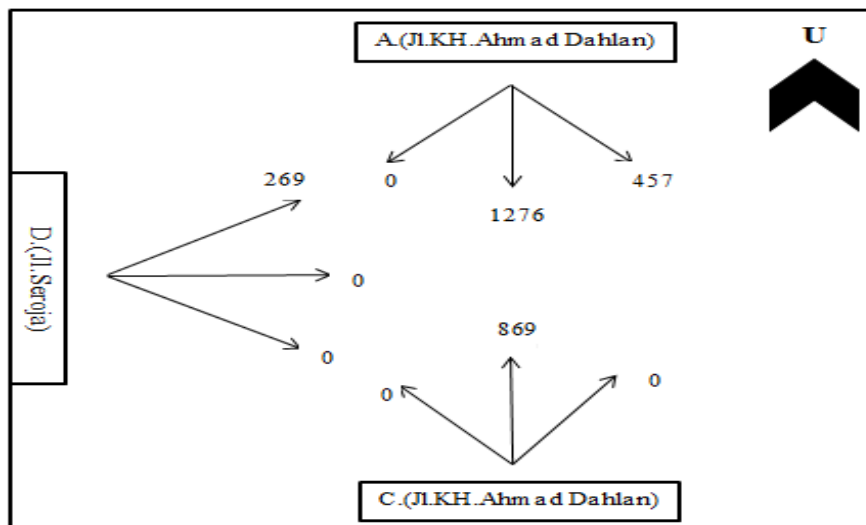 A.(Jl.KH.Ahmad Dahlan)
U
269
0
457
1276
D.(Jl.Seroja)
0
869
0
0
0
C.(Jl.KH.Ahmad Dahlan)